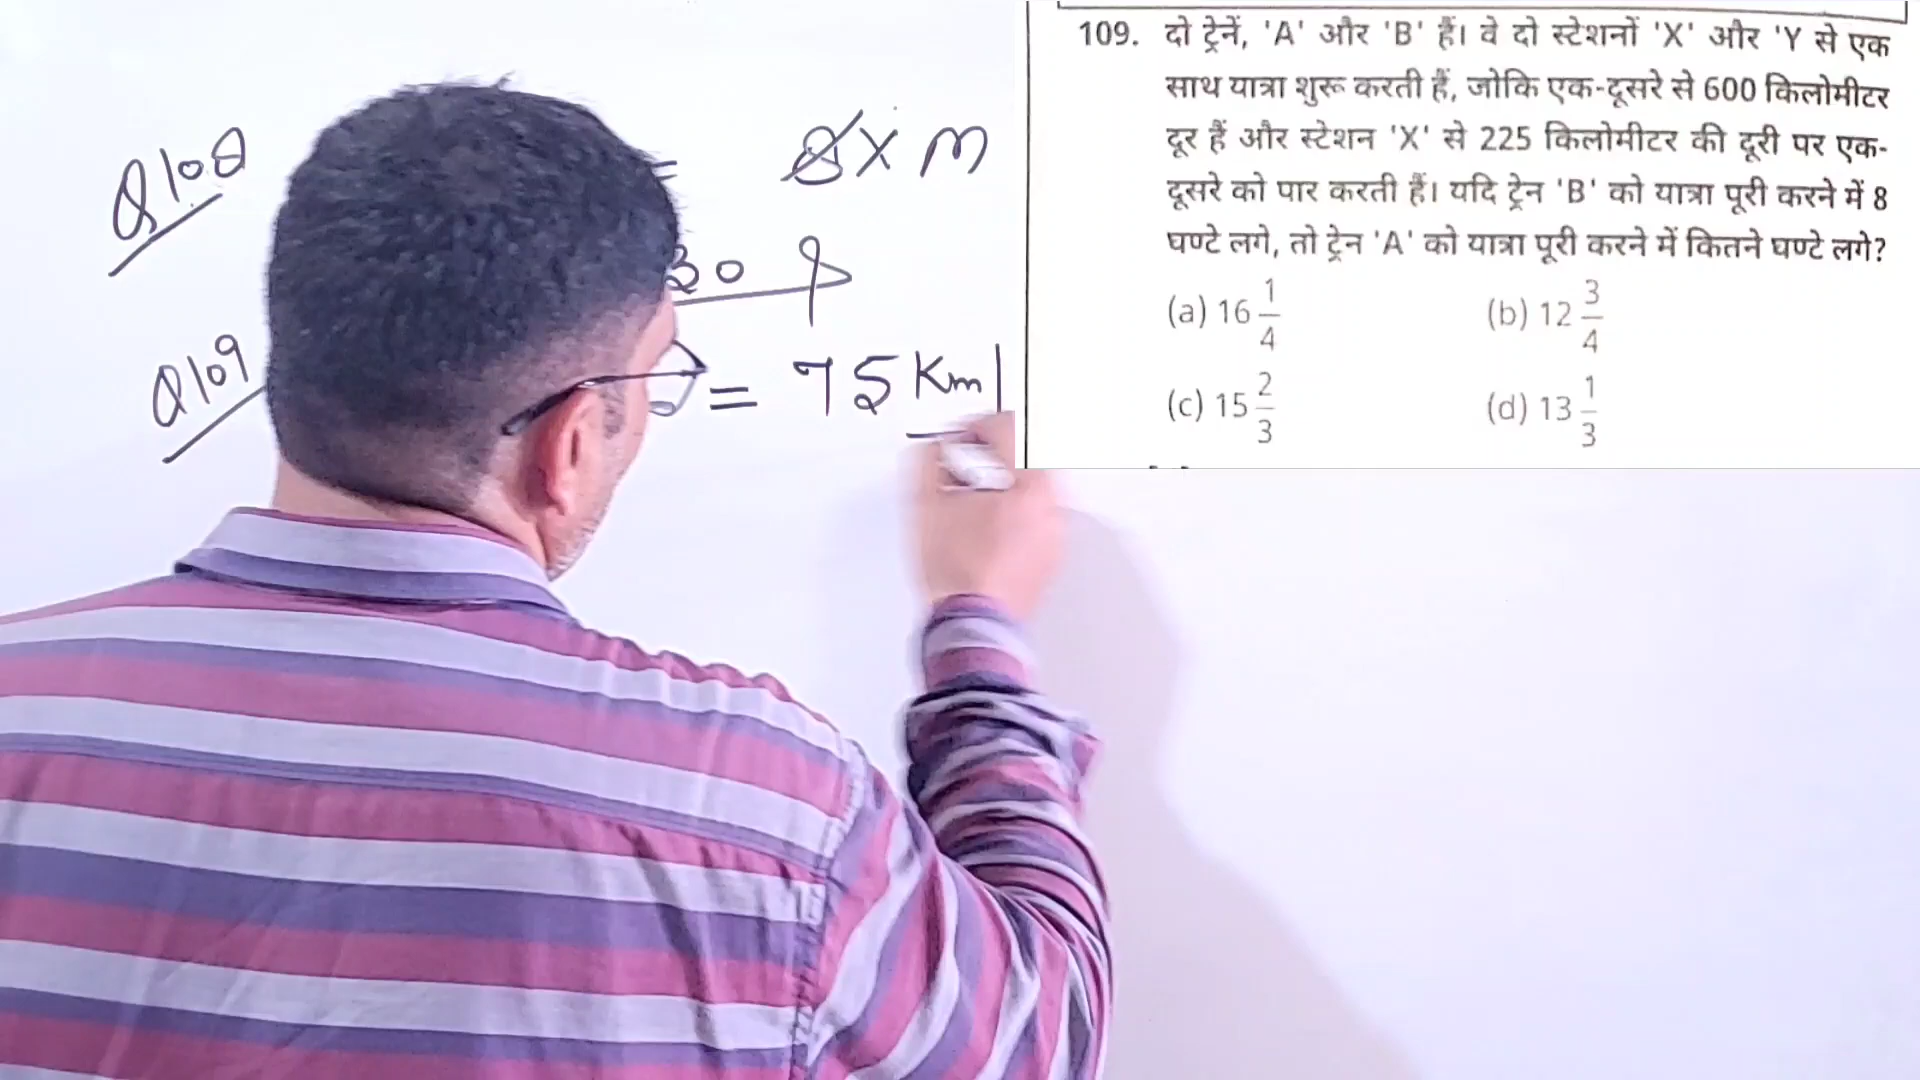 Q108
= 8 x m
30
Q109
= 75 Km
109. दो ट्रेनें, 'A' और 'B' हैं। वे दो स्टेशनों 'X' और 'Y से एक
साथ यात्रा शुरू करती हैं, जोकि एक-दूसरे से 600 किलोमीटर
दूर हैं और स्टेशन 'X' से 225 किलोमीटर की दूरी पर एक-
दूसरे को पार करती हैं। यदि ट्रेन 'B' को यात्रा पूरी करने में 8
घण्टे लगे, तो ट्रेन 'A' को यात्रा पूरी करने में कितने घण्टे लगे?
(a) 16 1/4 (b) 12 3/4
(c) 15 2/3 (d) 13 1/3